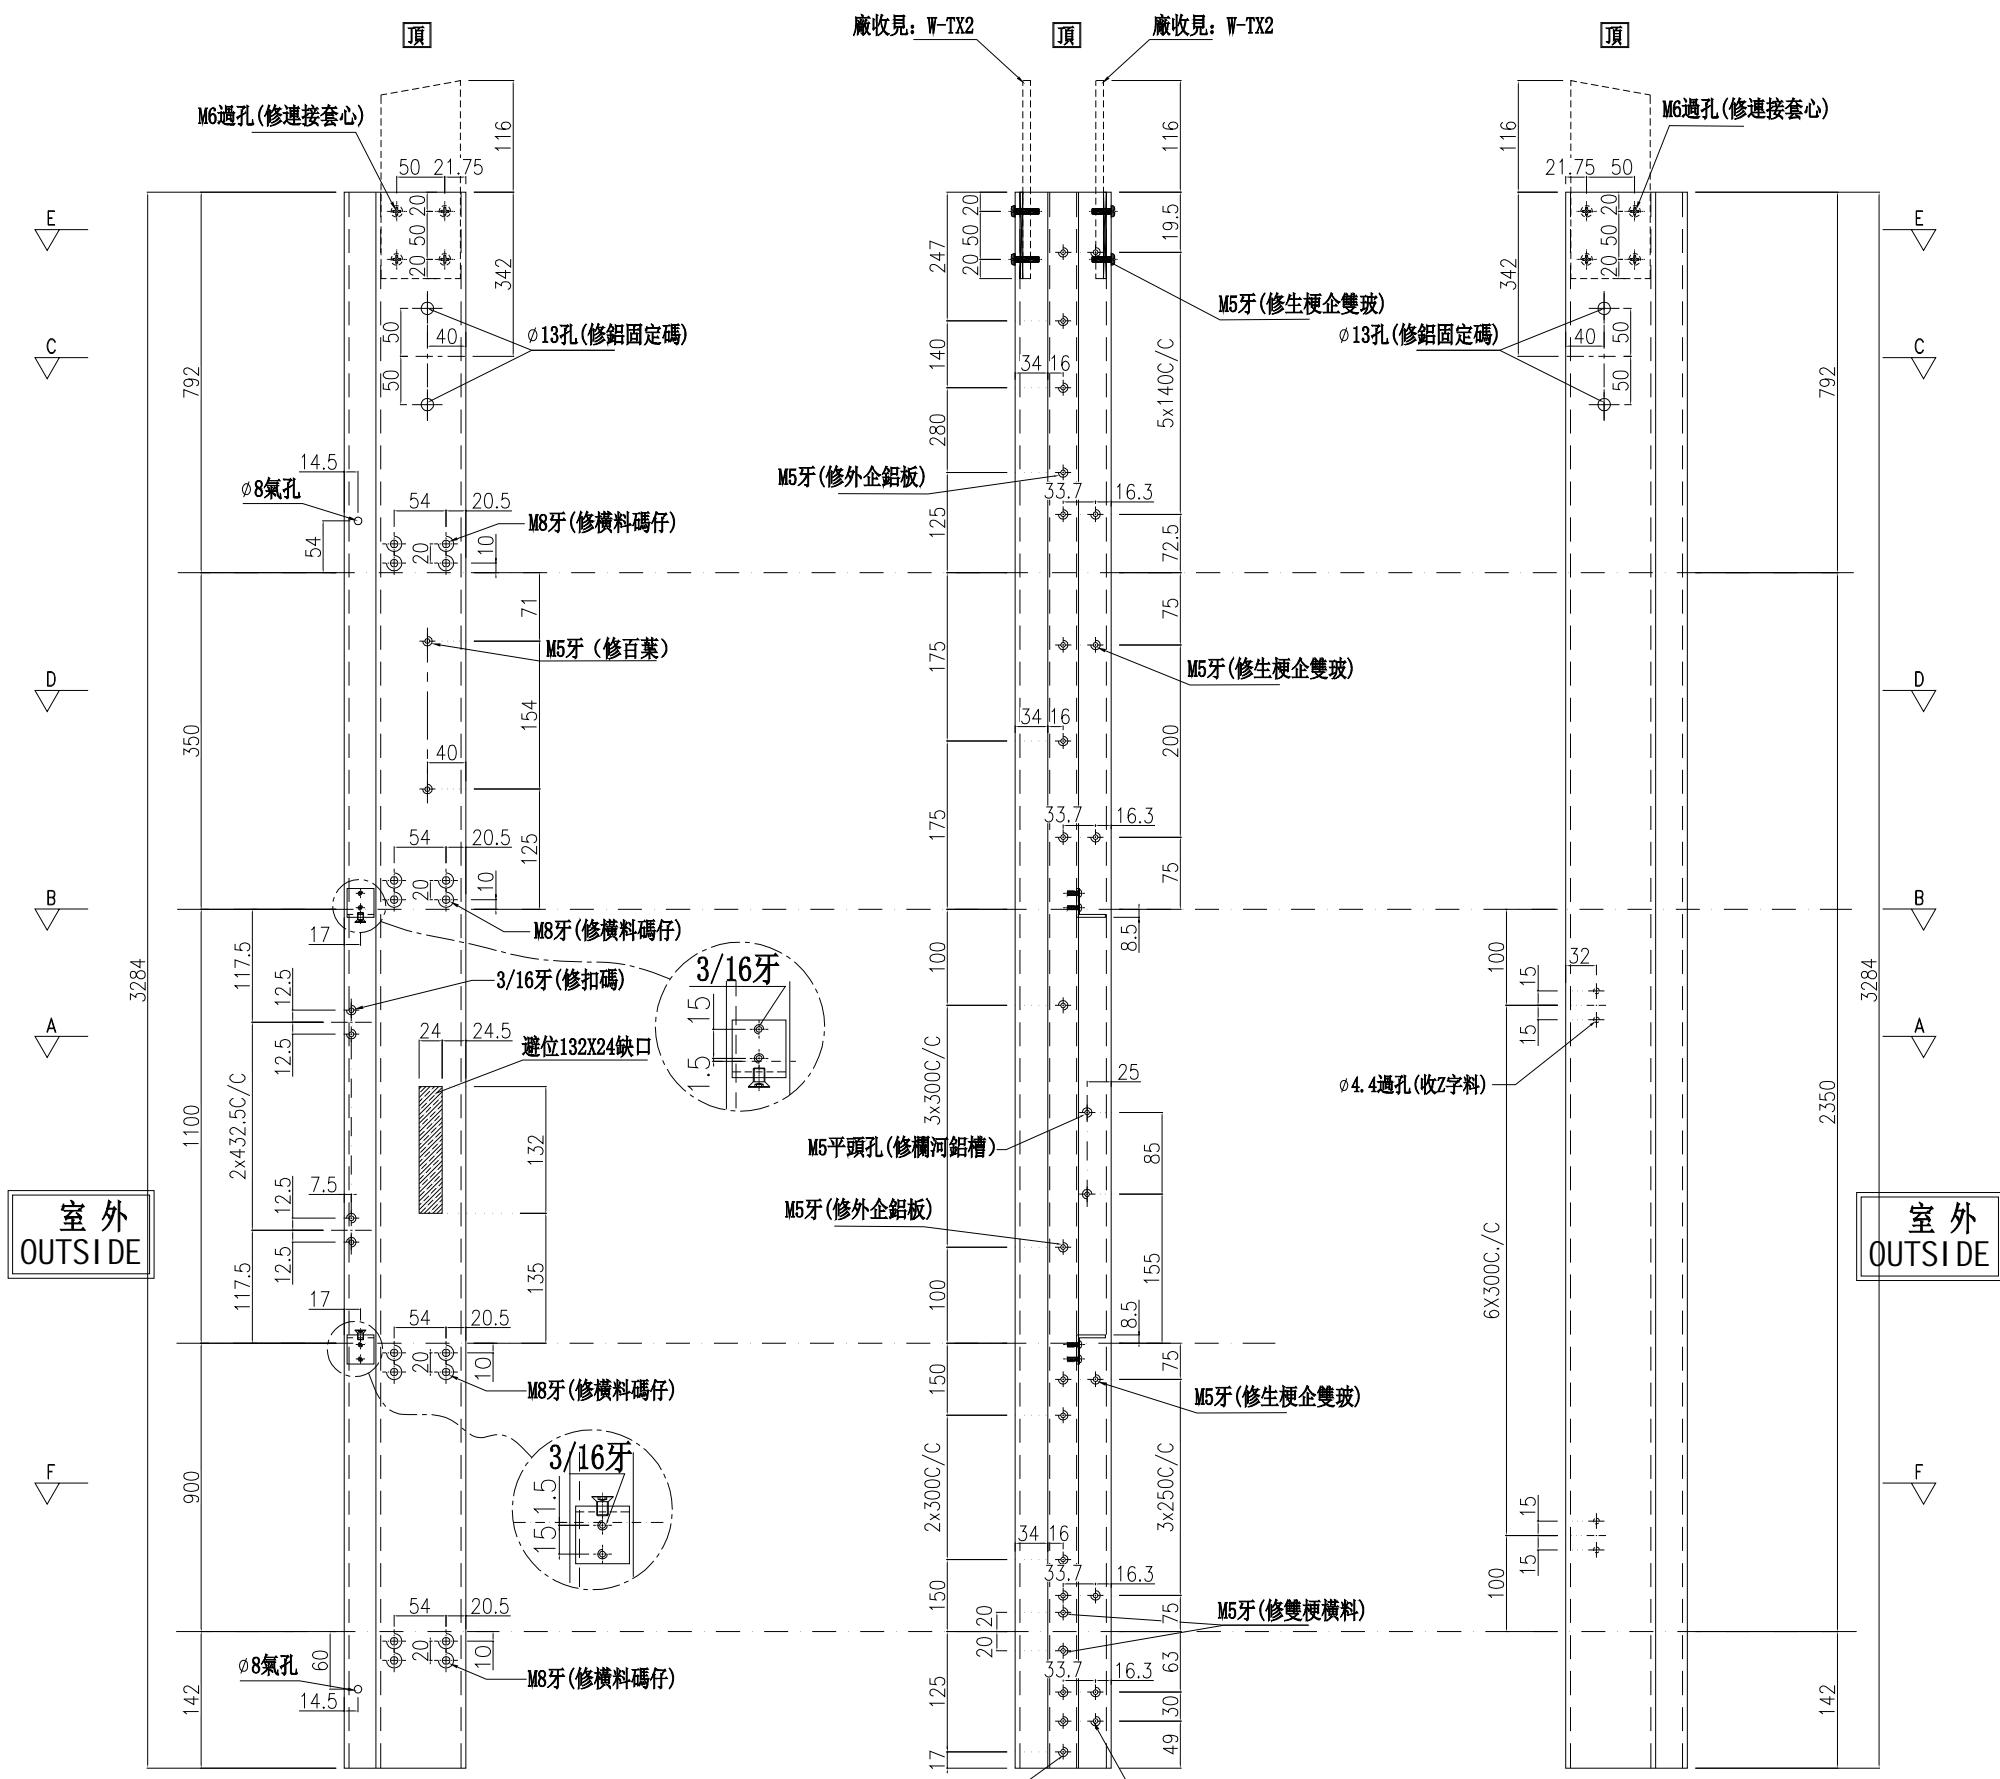 頂
廠收見: W-TX2
頂
廠收見: W-TX2
頂
M6過孔(修連接套心)
116
50
21.75
20
50
20
342
E
C
792
50
50
40
⌀13孔(修鋁固定碼)
14.5
⌀8氣孔
54
54
20.5
M8牙(修橫料碼仔)
20
10
71
M5牙（修百葉）
D
350
154
40
54
20.5
125
20
10
B
17
M8牙(修橫料碼仔)
117.5
3284
12.5
3/16牙(修扣碼)
3/16牙
15
1.5
A
12.5
24
24.5
避位132X24缺口
2x432.5C/C
1100
132
7.5
12.5
室 外
OUTSIDE
12.5
135
117.5
17
54
20.5
20
10
M8牙(修橫料碼仔)
3/16牙
1.5
15
F
900
54
20.5
20
10
60
⌀8氣孔
M8牙(修橫料碼仔)
142
14.5
116
20
50
20
247
19.5
M5牙(修生梗企雙玻)
140
34
16
5x140C/C
280
M5牙(修外企鋁板)
33.7
16.3
125
72.5
75
175
M5牙(修生梗企雙玻)
34
16
200
175
33.7
16.3
75
8.5
100
3x300C/C
25
M5平頭孔(修欄河鋁槽)
85
M5牙(修外企鋁板)
155
100
8.5
75
150
M5牙(修生梗企雙玻)
2x300C/C
3x250C/C
34
16
33.7
16.3
150
20
20
75
M5牙(修雙梗橫料)
63
33.7
16.3
125
30
17
49
116
M6過孔(修連接套心)
21.75
50
20
50
20
342
E
⌀13孔(修鋁固定碼)
40
50
50
C
792
D
B
100
32
15
15
3284
A
⌀4.4過孔(收Z字料)
2350
室 外
OUTSIDE
6X300C./C
F
15
15
100
142